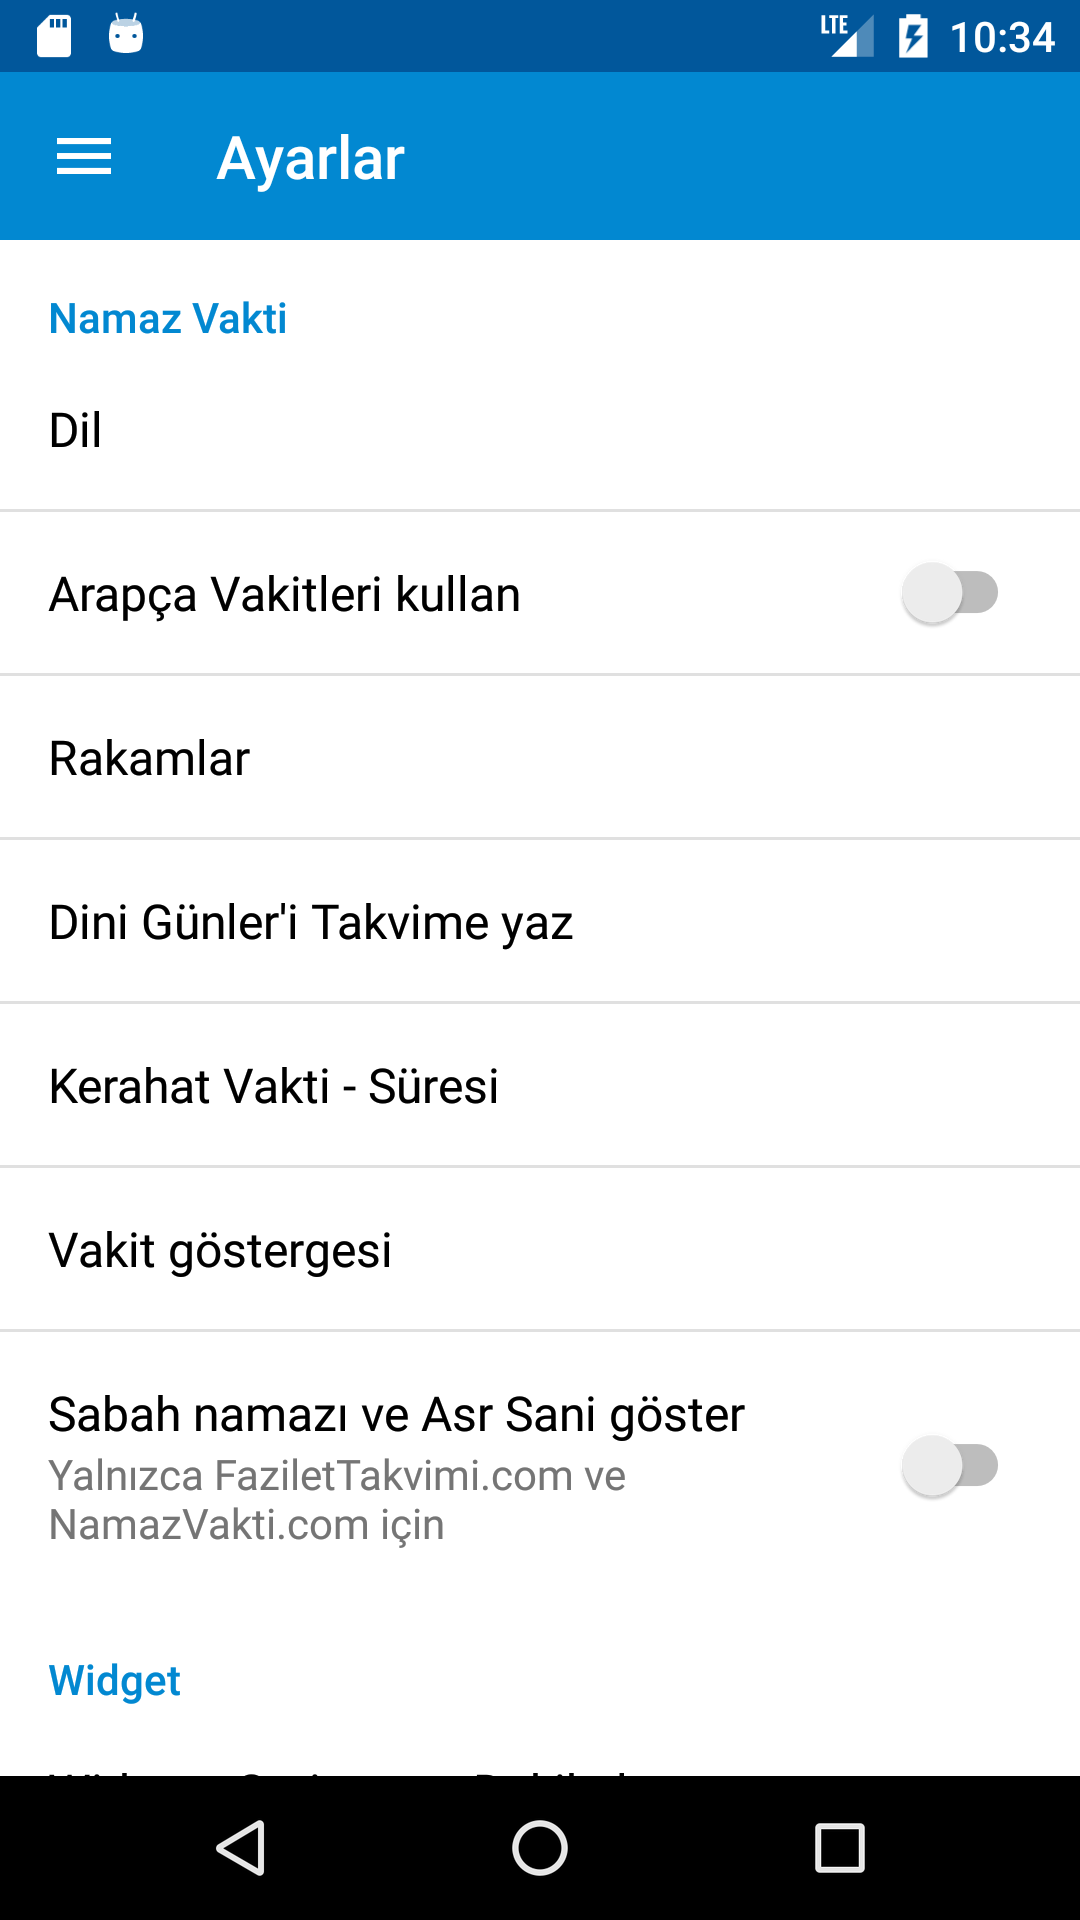 LTE 10:34
Ayarlar
Namaz Vakti
Dil
Arapça Vakitleri kullan
Rakamlar
Dini Günler'i Takvime yaz
Kerahat Vakti - Süresi
Vakit göstergesi
Sabah namazı ve Asr Sani göster
Yalnızca FaziletTakvimi.com ve
NamazVakti.com için
Widget